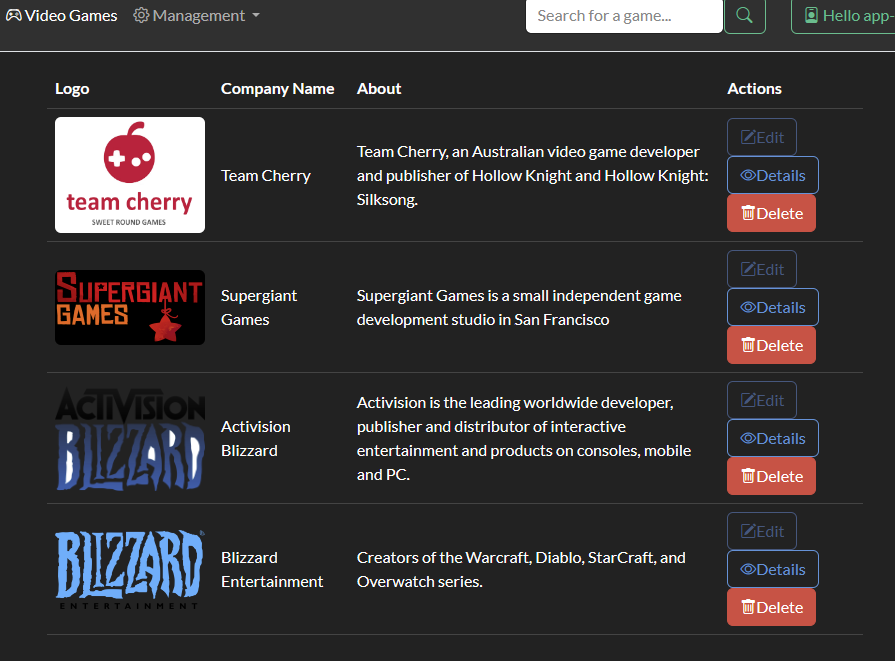 Video Games Management Search for a game... Hello app-
Logo Company Name About Actions
team cherry
SWEET ROUND GAMES
Team Cherry
Team Cherry, an Australian video game developer
and publisher of Hollow Knight and Hollow Knight:
Silksong.
Edit
Details
Delete
SUPERGIANT
GAMES
Supergiant
Games
Supergiant Games is a small independent game
development studio in San Francisco
Edit
Details
Delete
ACTIVISION
BLIZZARD
Activision
Blizzard
Activision is the leading worldwide developer,
publisher and distributor of interactive
entertainment and products on consoles, mobile
and PC.
Edit
Details
Delete
BLIZZARD
ENTERTAINMENT
Blizzard
Entertainment
Creators of the Warcraft, Diablo, StarCraft, and
Overwatch series.
Edit
Details
Delete